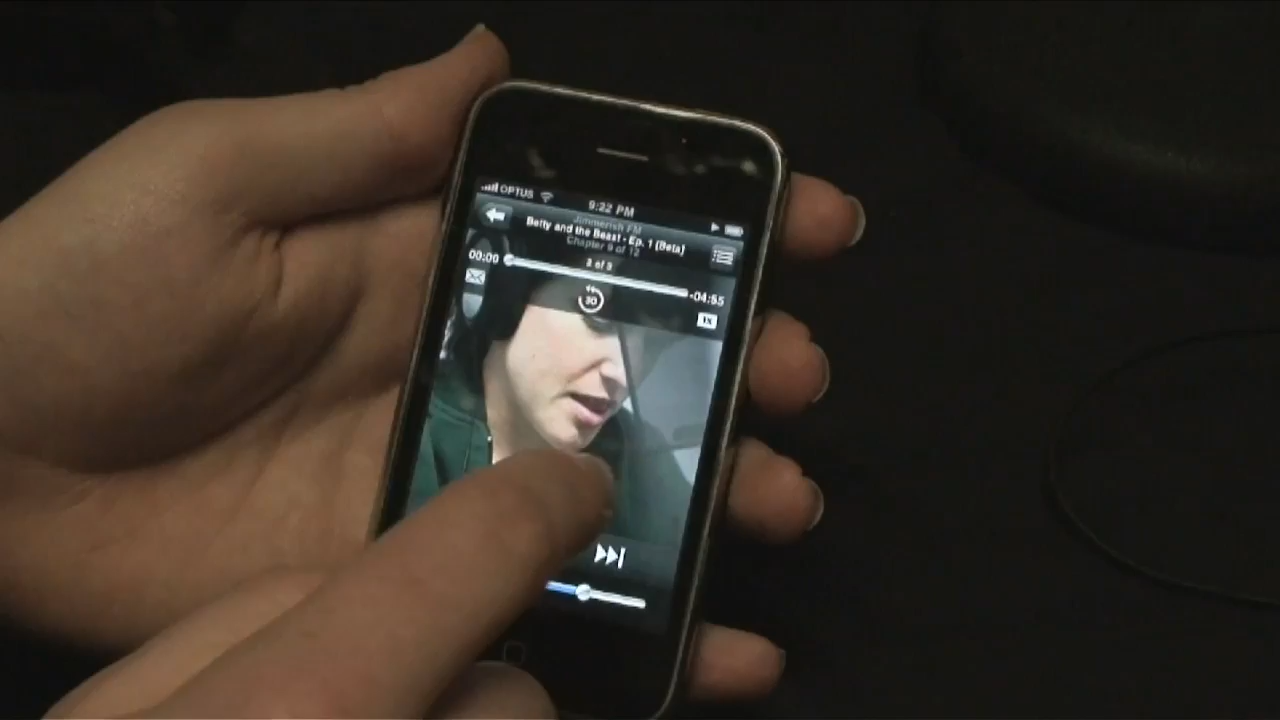 OPTUS
9:22 PM
Jimmerish FM
Betty and the Beast - Ep. 1 [Beta]
Chapter 9 of 12
00:00
2 of 3
-04:55
30
1X